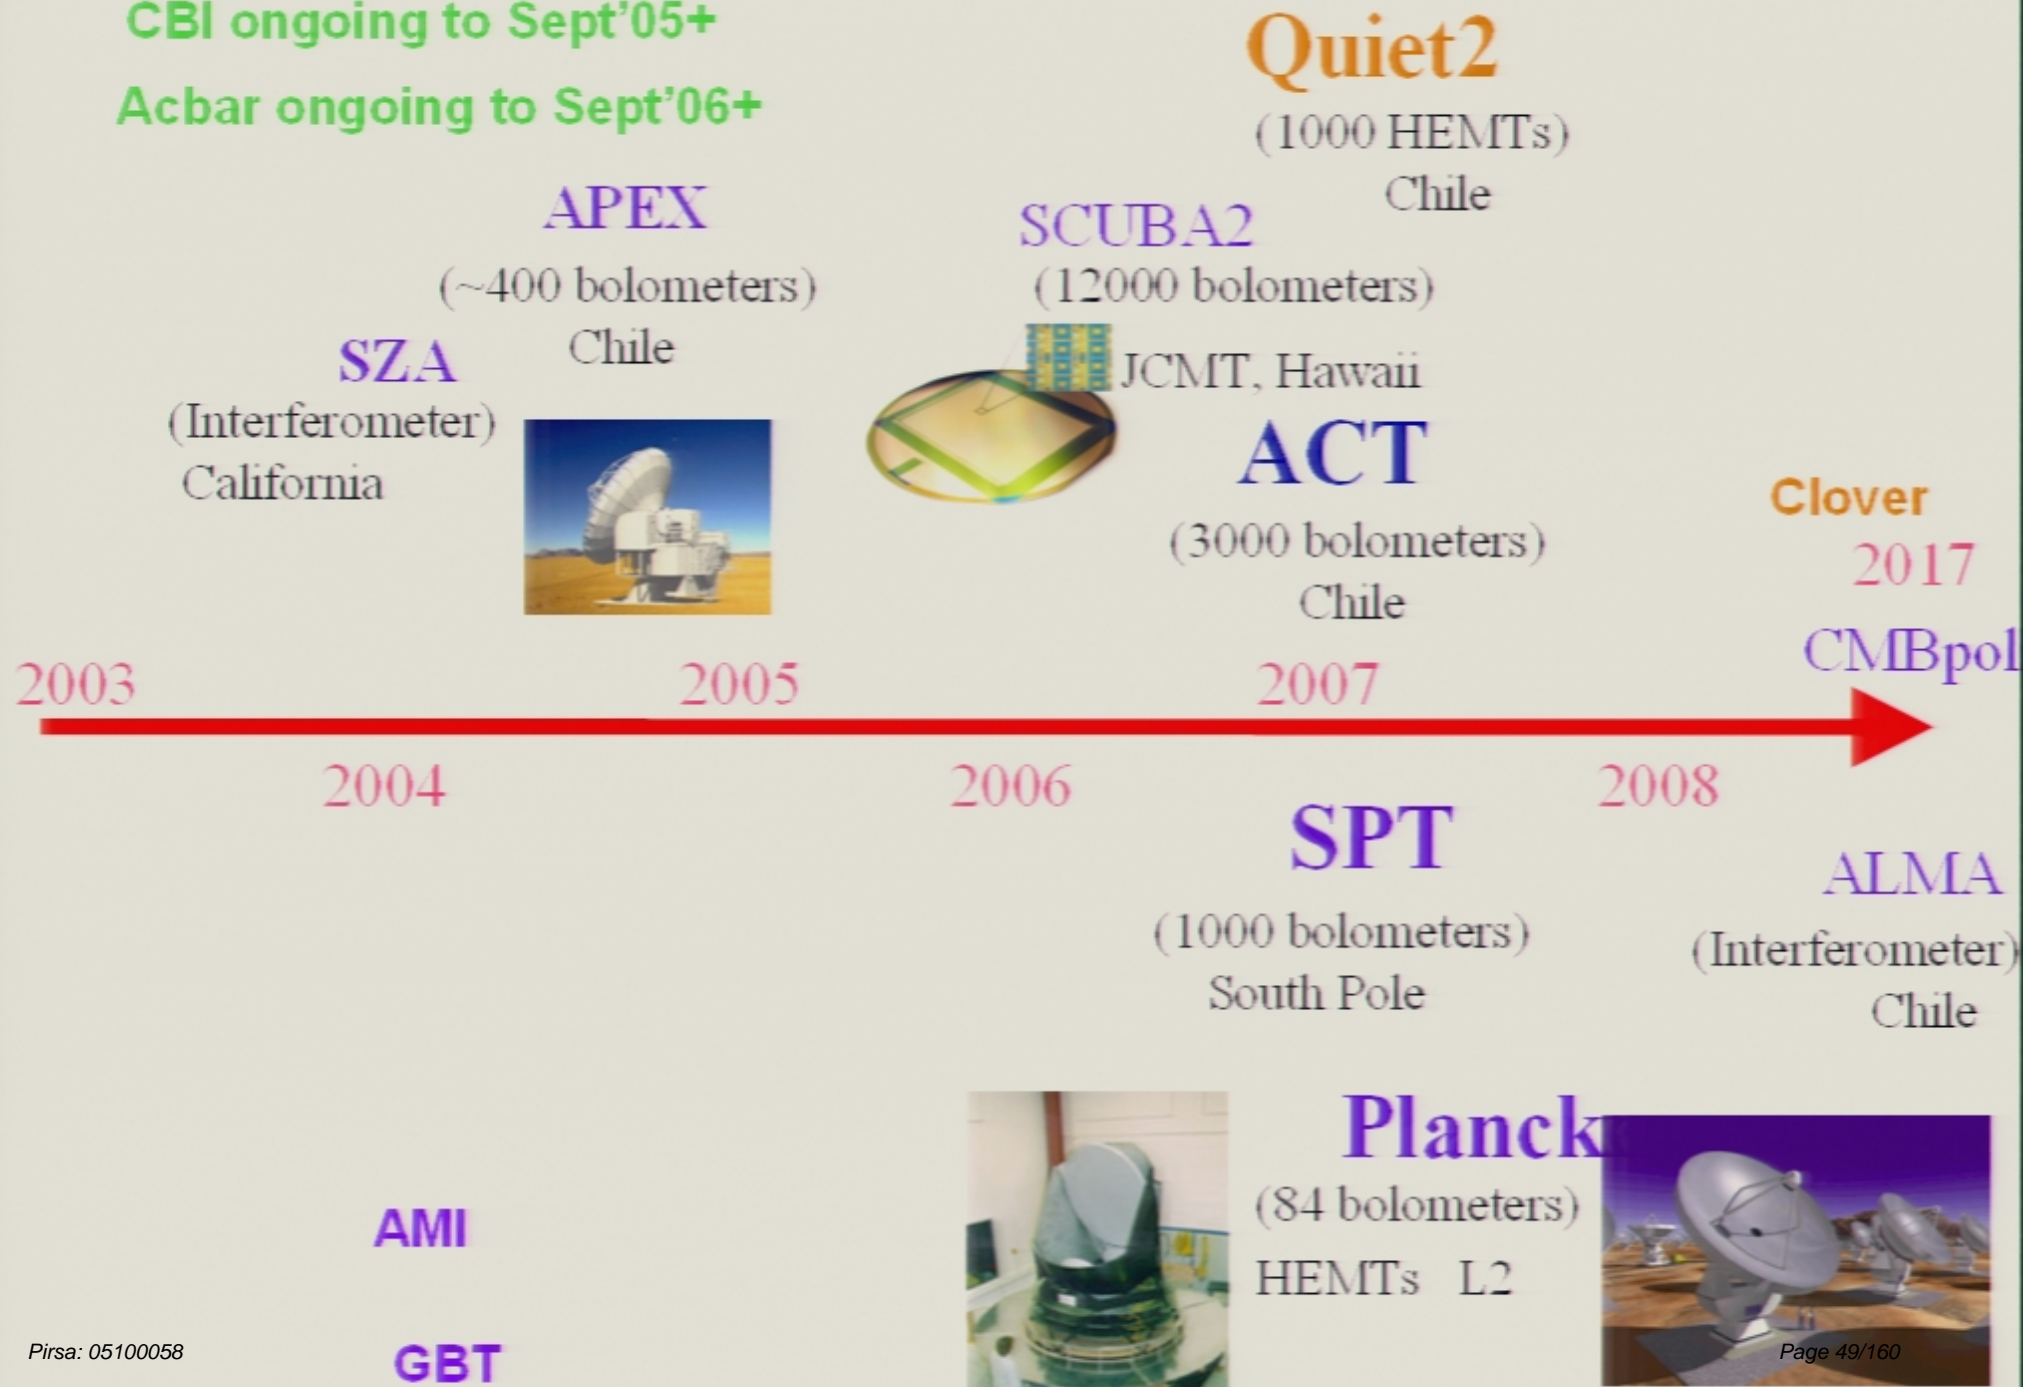 CBI ongoing to Sept'05+
Acbar ongoing to Sept'06+
Quiet2
(1000 HEMTs)
Chile
APEX
(~400 bolometers)
Chile
SCUBA2
(12000 bolometers)
JCMT, Hawaii
SZA
(Interferometer)
California
ACT
(3000 bolometers)
Chile
Clover
2017
CMBpol
2003
2005
2007
2004
2006
2008
SPT
(1000 bolometers)
South Pole
ALMA
(Interferometer)
Chile
Planck
(84 bolometers)
HEMTs L2
AMI
GBT
Pirsa: 05100058
Page 49/160